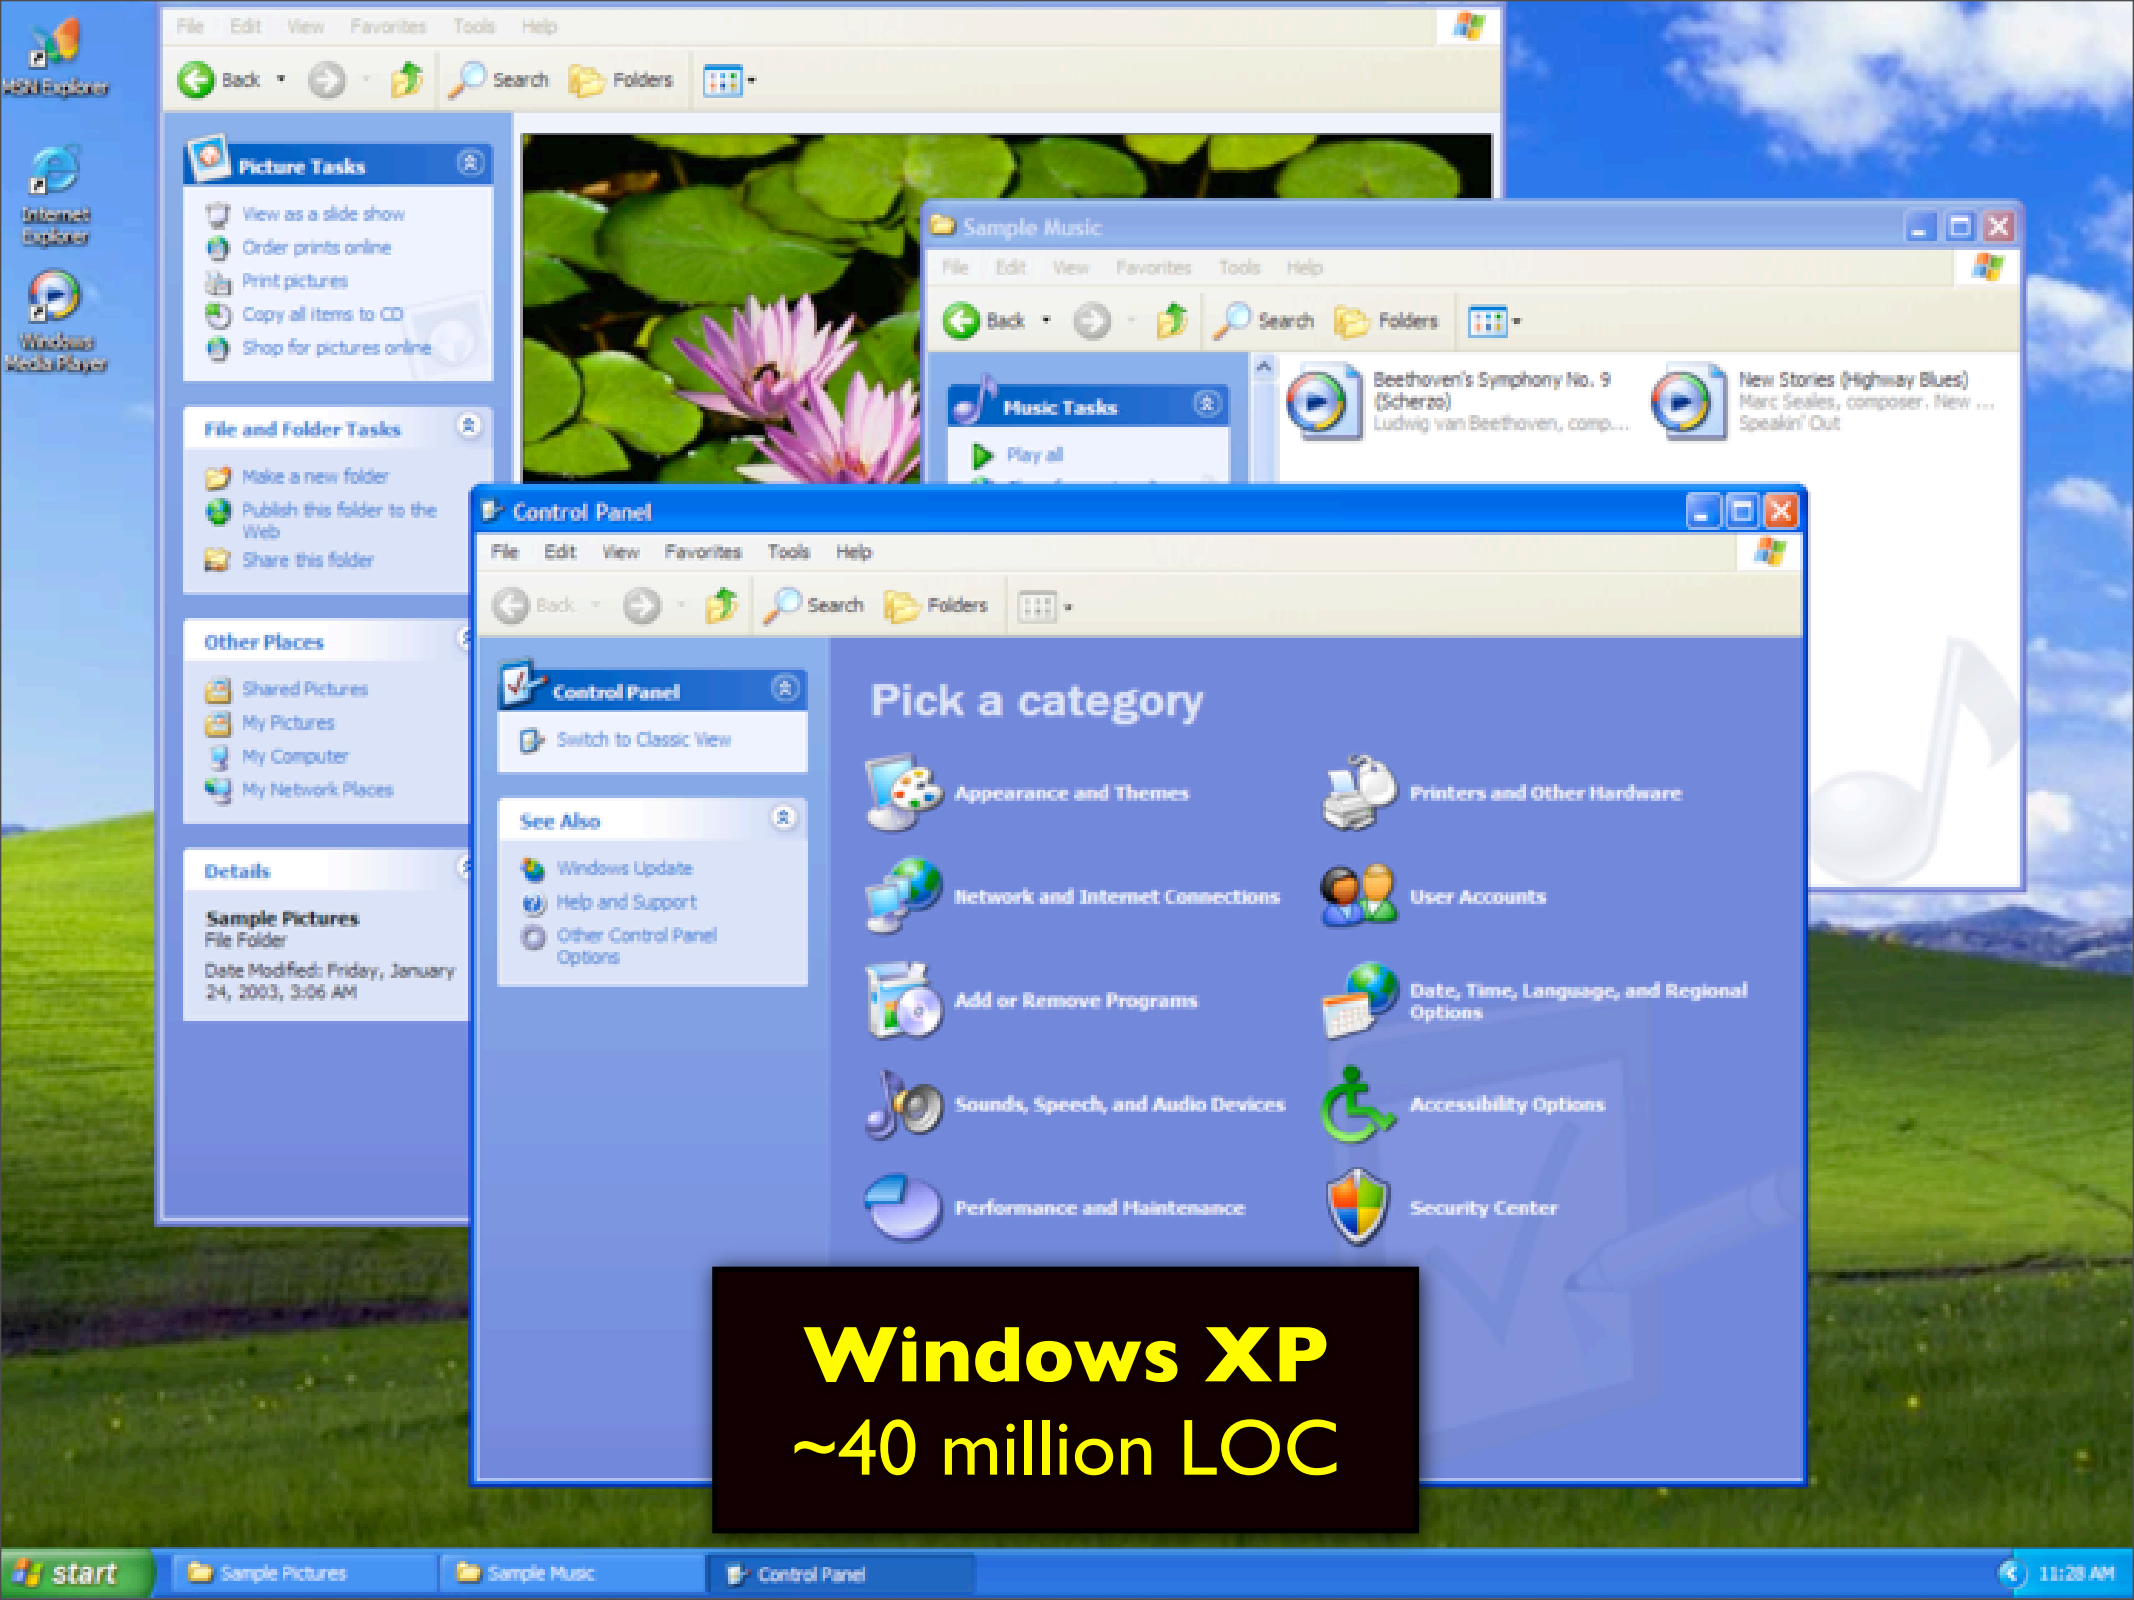 MSN Explorer
Internet
Explorer
Windows
Media Player
File Edit View Favorites Tools Help
Back Search Folders
Picture Tasks
View as a slide show
Order prints online
Print pictures
Copy all items to CD
Shop for pictures online
File and Folder Tasks
Make a new folder
Publish this folder to the
Web
Share this folder
Other Places
Shared Pictures
My Pictures
My Computer
My Network Places
Details
Sample Pictures
File Folder
Date Modified: Friday, January
24, 2003, 3:06 AM
Sample Music
File Edit View Favorites Tools Help
Back Search Folders
Music Tasks
Play all
Beethoven's Symphony No. 9
(Scherzo)
Ludwig van Beethoven, comp...
New Stories (Highway Blues)
Marc Seales, composer. New ...
Speakin' Out
Control Panel
File Edit View Favorites Tools Help
Back Search Folders
Control Panel
Switch to Classic View
See Also
Windows Update
Help and Support
Other Control Panel
Options
Pick a category
Appearance and Themes
Printers and Other Hardware
Network and Internet Connections
User Accounts
Add or Remove Programs
Date, Time, Language, and Regional
Options
Sounds, Speech, and Audio Devices
Accessibility Options
Performance and Maintenance
Security Center
Windows XP
~40 million LOC
start Sample Pictures Sample Music Control Panel 11:28 AM